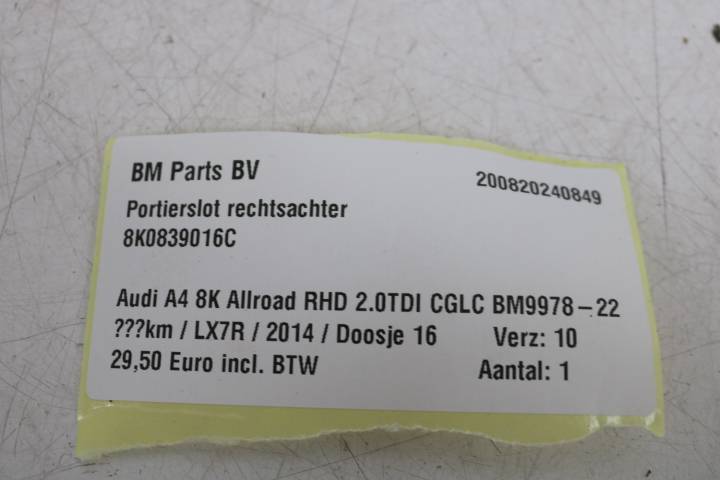 BM Parts BV 200820240849
Portierslot rechtsachter
8K0839016C
Audi A4 8K Allroad RHD 2.0TDI CGLC BM9978-22
???km / LX7R / 2014 / Doosje 16 Verz: 10
29,50 Euro incl. BTW Aantal: 1